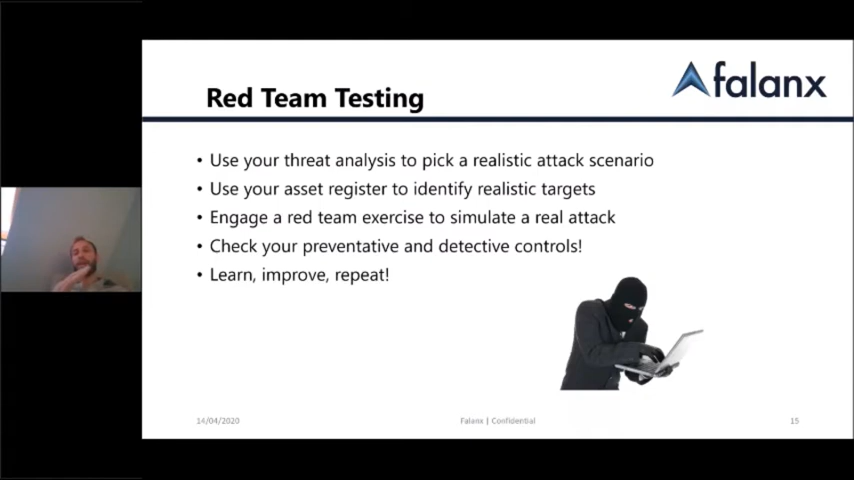 falanx
Red Team Testing
• Use your threat analysis to pick a realistic attack scenario
• Use your asset register to identify realistic targets
• Engage a red team exercise to simulate a real attack
• Check your preventative and detective controls!
• Learn, improve, repeat!
14/04/2020
Falanx | Confidential
15